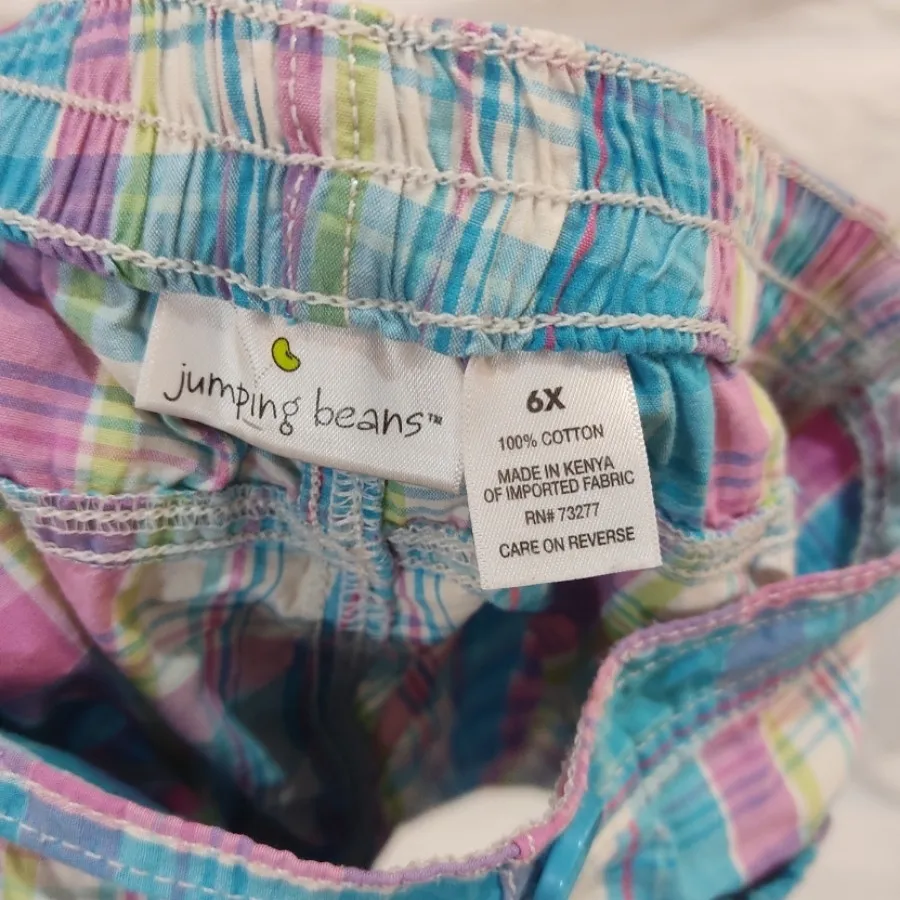 jumping beans™
6X
100% COTTON
MADE IN KENYA
OF IMPORTED FABRIC
RN# 73277
CARE ON REVERSE